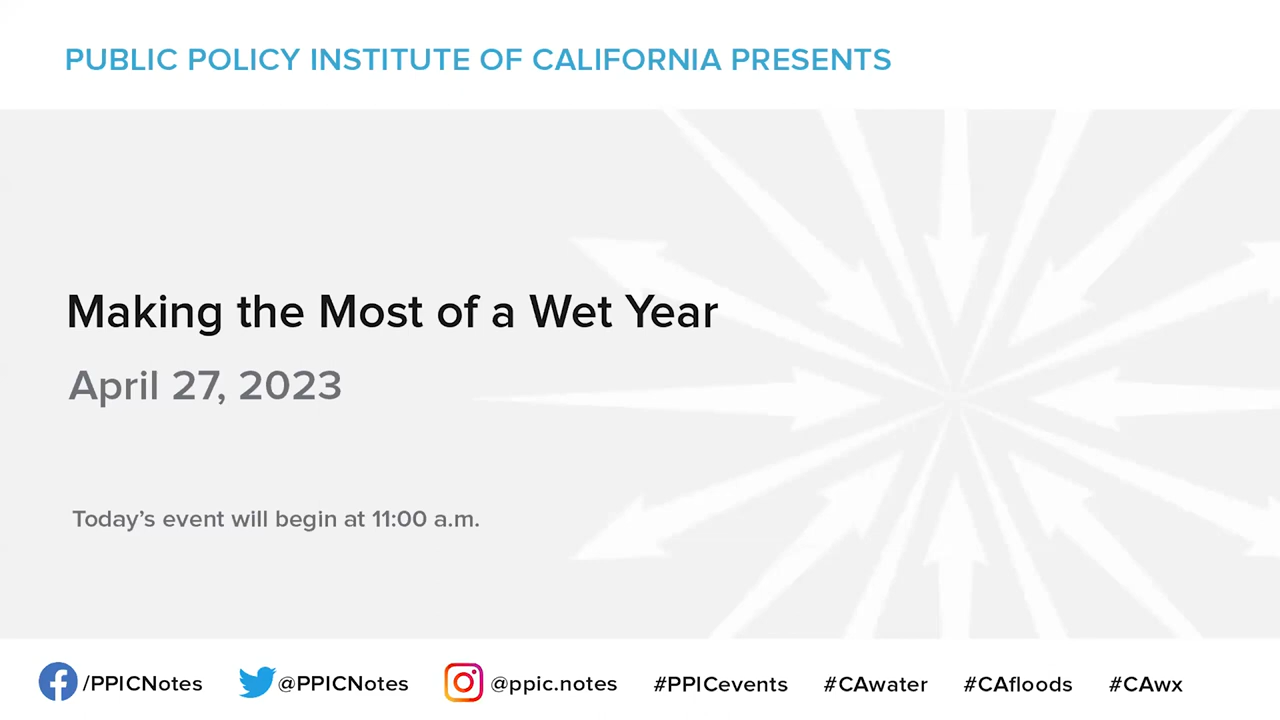 PUBLIC POLICY INSTITUTE OF CALIFORNIA PRESENTS
Making the Most of a Wet Year
April 27, 2023
Today’s event will begin at 11:00 a.m.
/PPICNotes @PPICNotes @ppic.notes #PPICevents #CAwater #CAfloods #CAwx